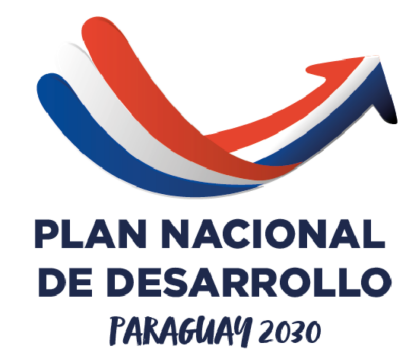 PLAN NACIONAL
DE DESARROLLO
PARAGUAY 2030